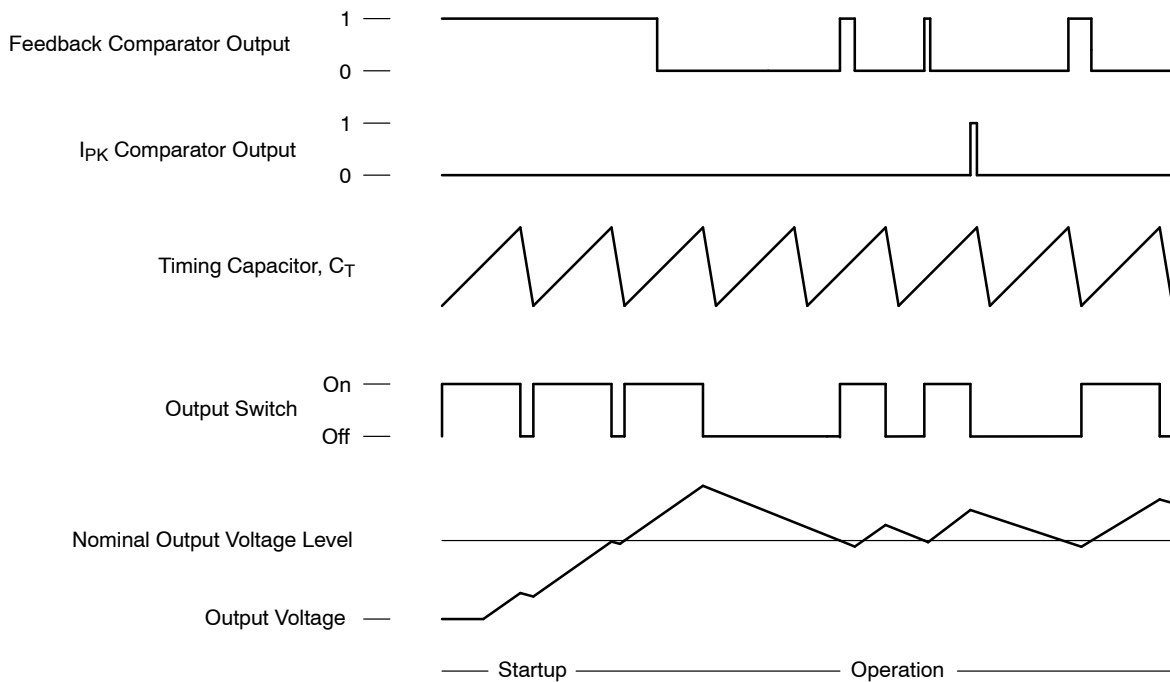 1
Feedback Comparator Output
0
1
IPK Comparator Output
0
Timing Capacitor, CT
On
Output Switch
Off
Nominal Output Voltage Level
Output Voltage
Startup
Operation